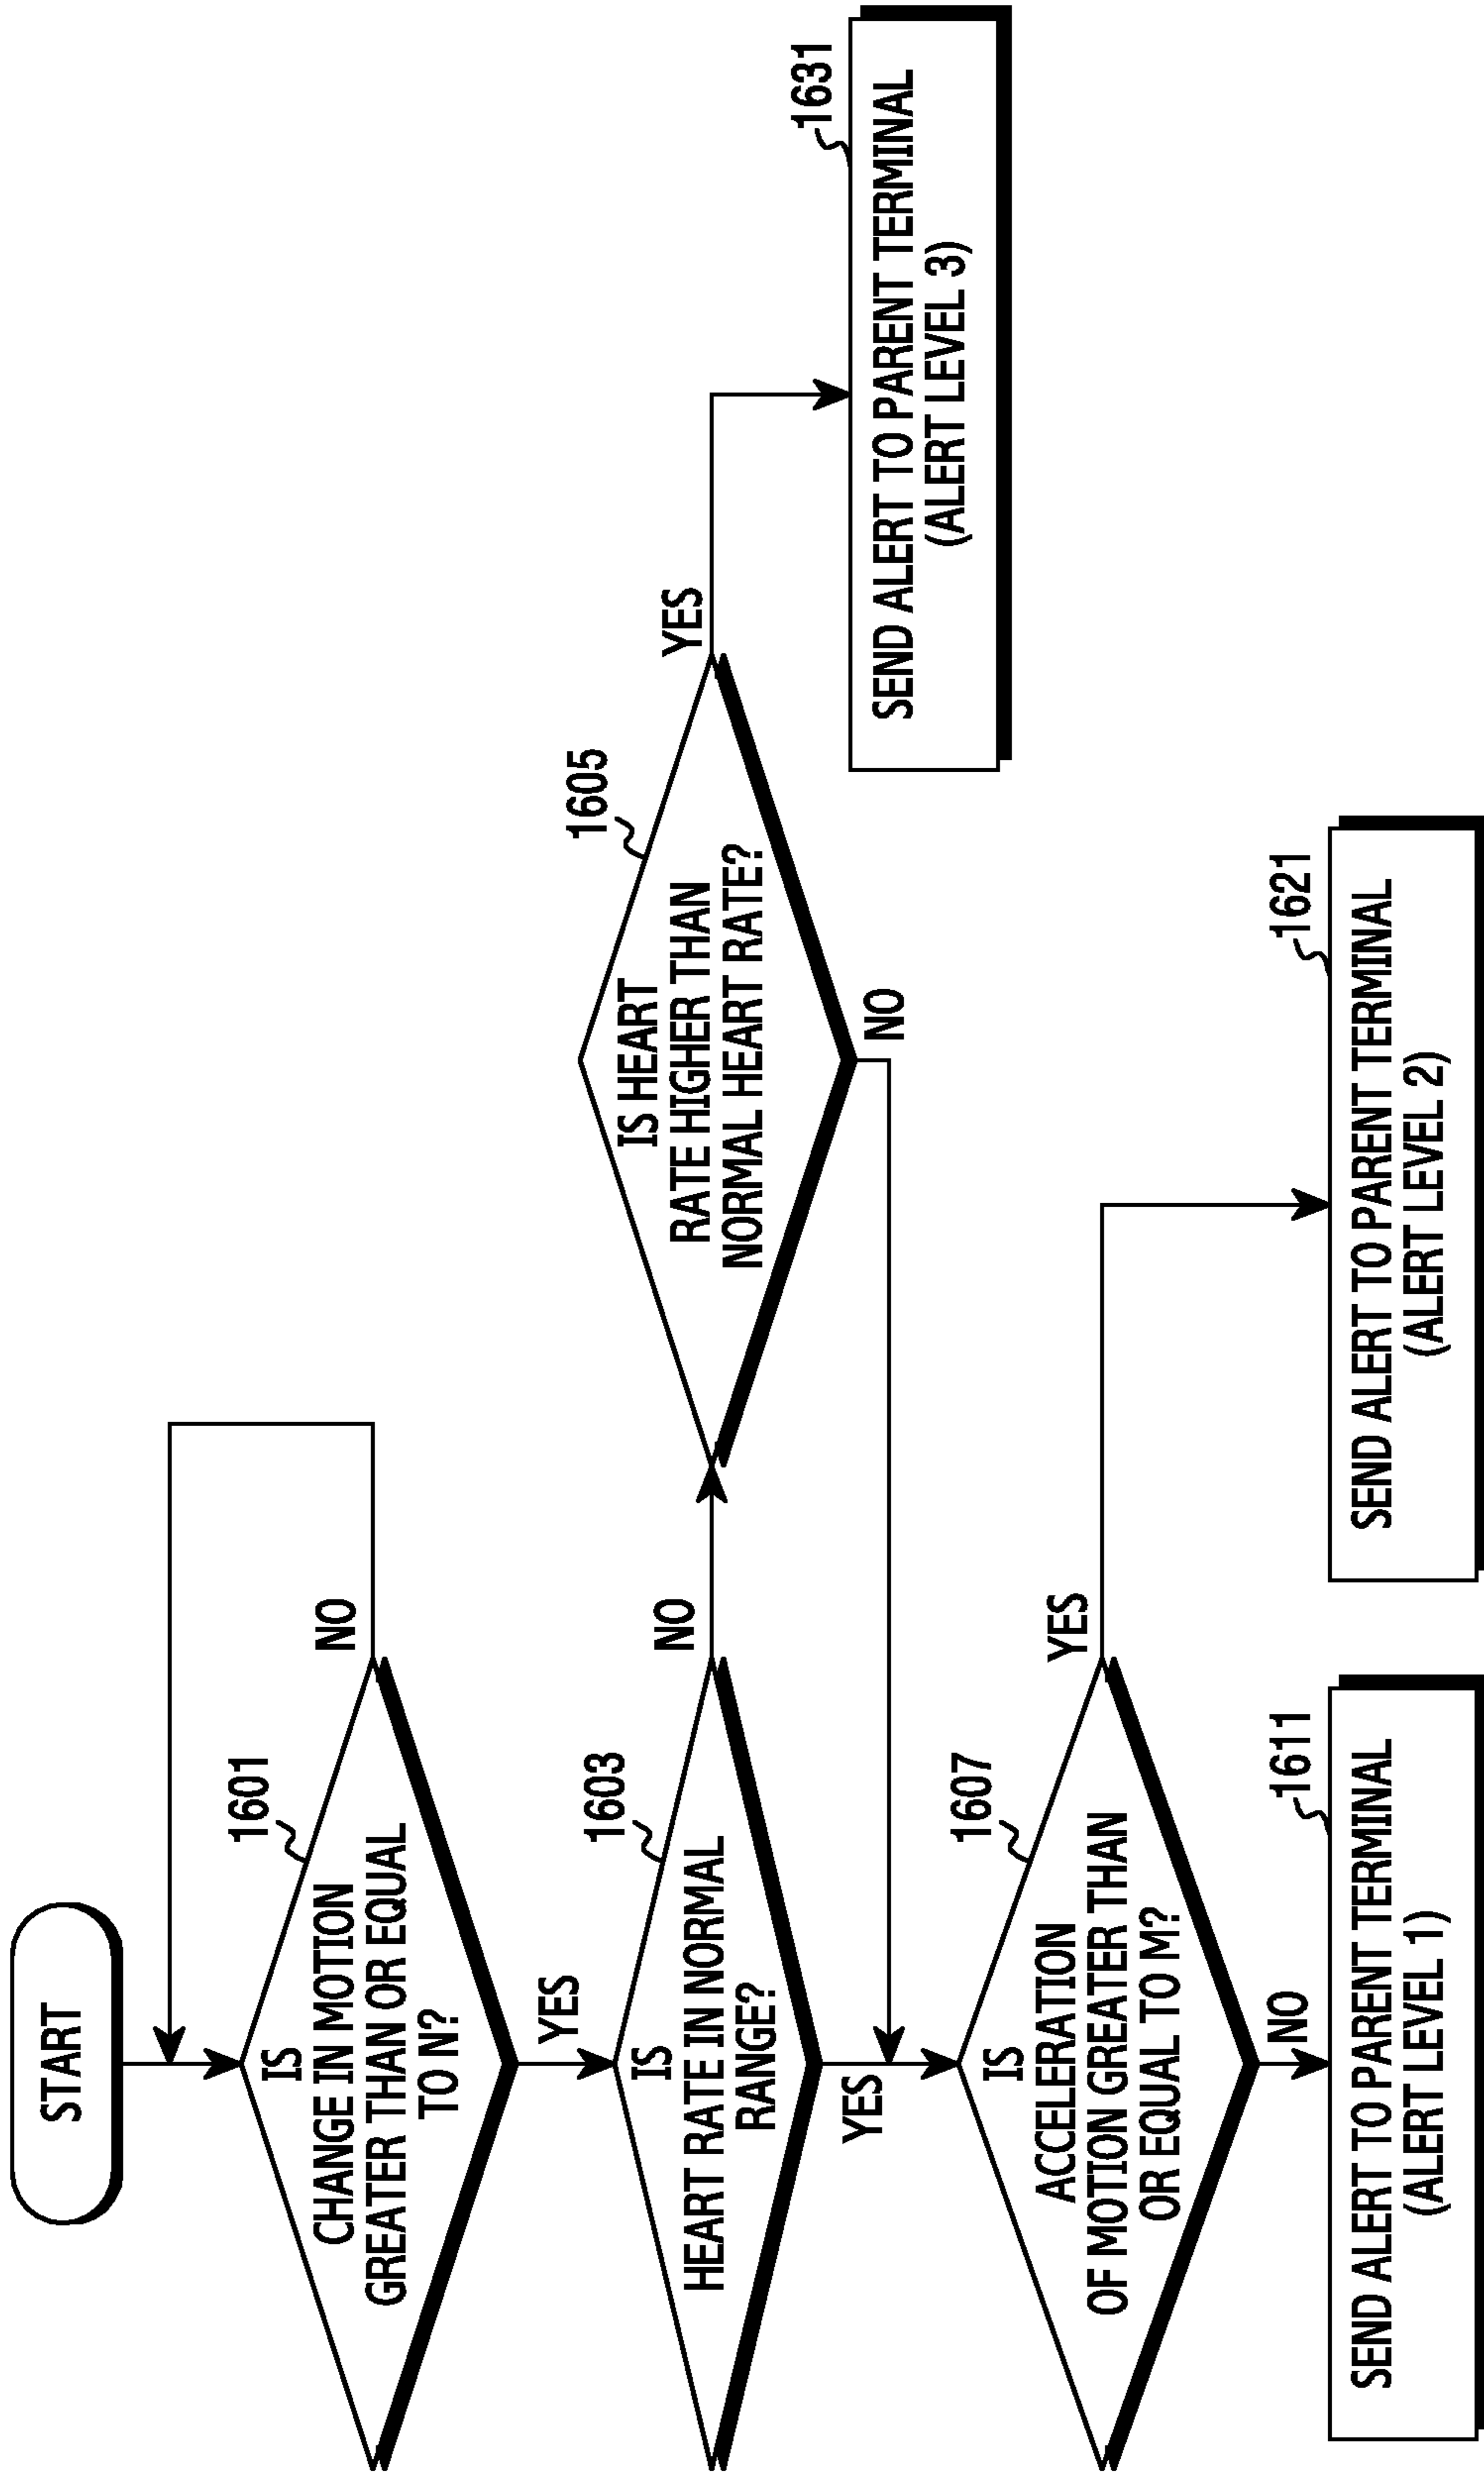 START
1601
IS
CHANGE IN MOTION
GREATER THAN OR EQUAL
TO N?
NO
YES
1603
IS
HEART RATE IN NORMAL
RANGE?
NO
YES
1605
IS HEART
RATE HIGHER THAN
NORMAL HEART RATE?
YES
NO
1631
SEND ALERT TO PARENT TERMINAL
(ALERT LEVEL 3)
1607
IS
ACCELERATION
OF MOTION GREATER THAN
OR EQUAL TO M?
YES
NO
1611
SEND ALERT TO PARENT TERMINAL
(ALERT LEVEL 1)
1621
SEND ALERT TO PARENT TERMINAL
(ALERT LEVEL 2)